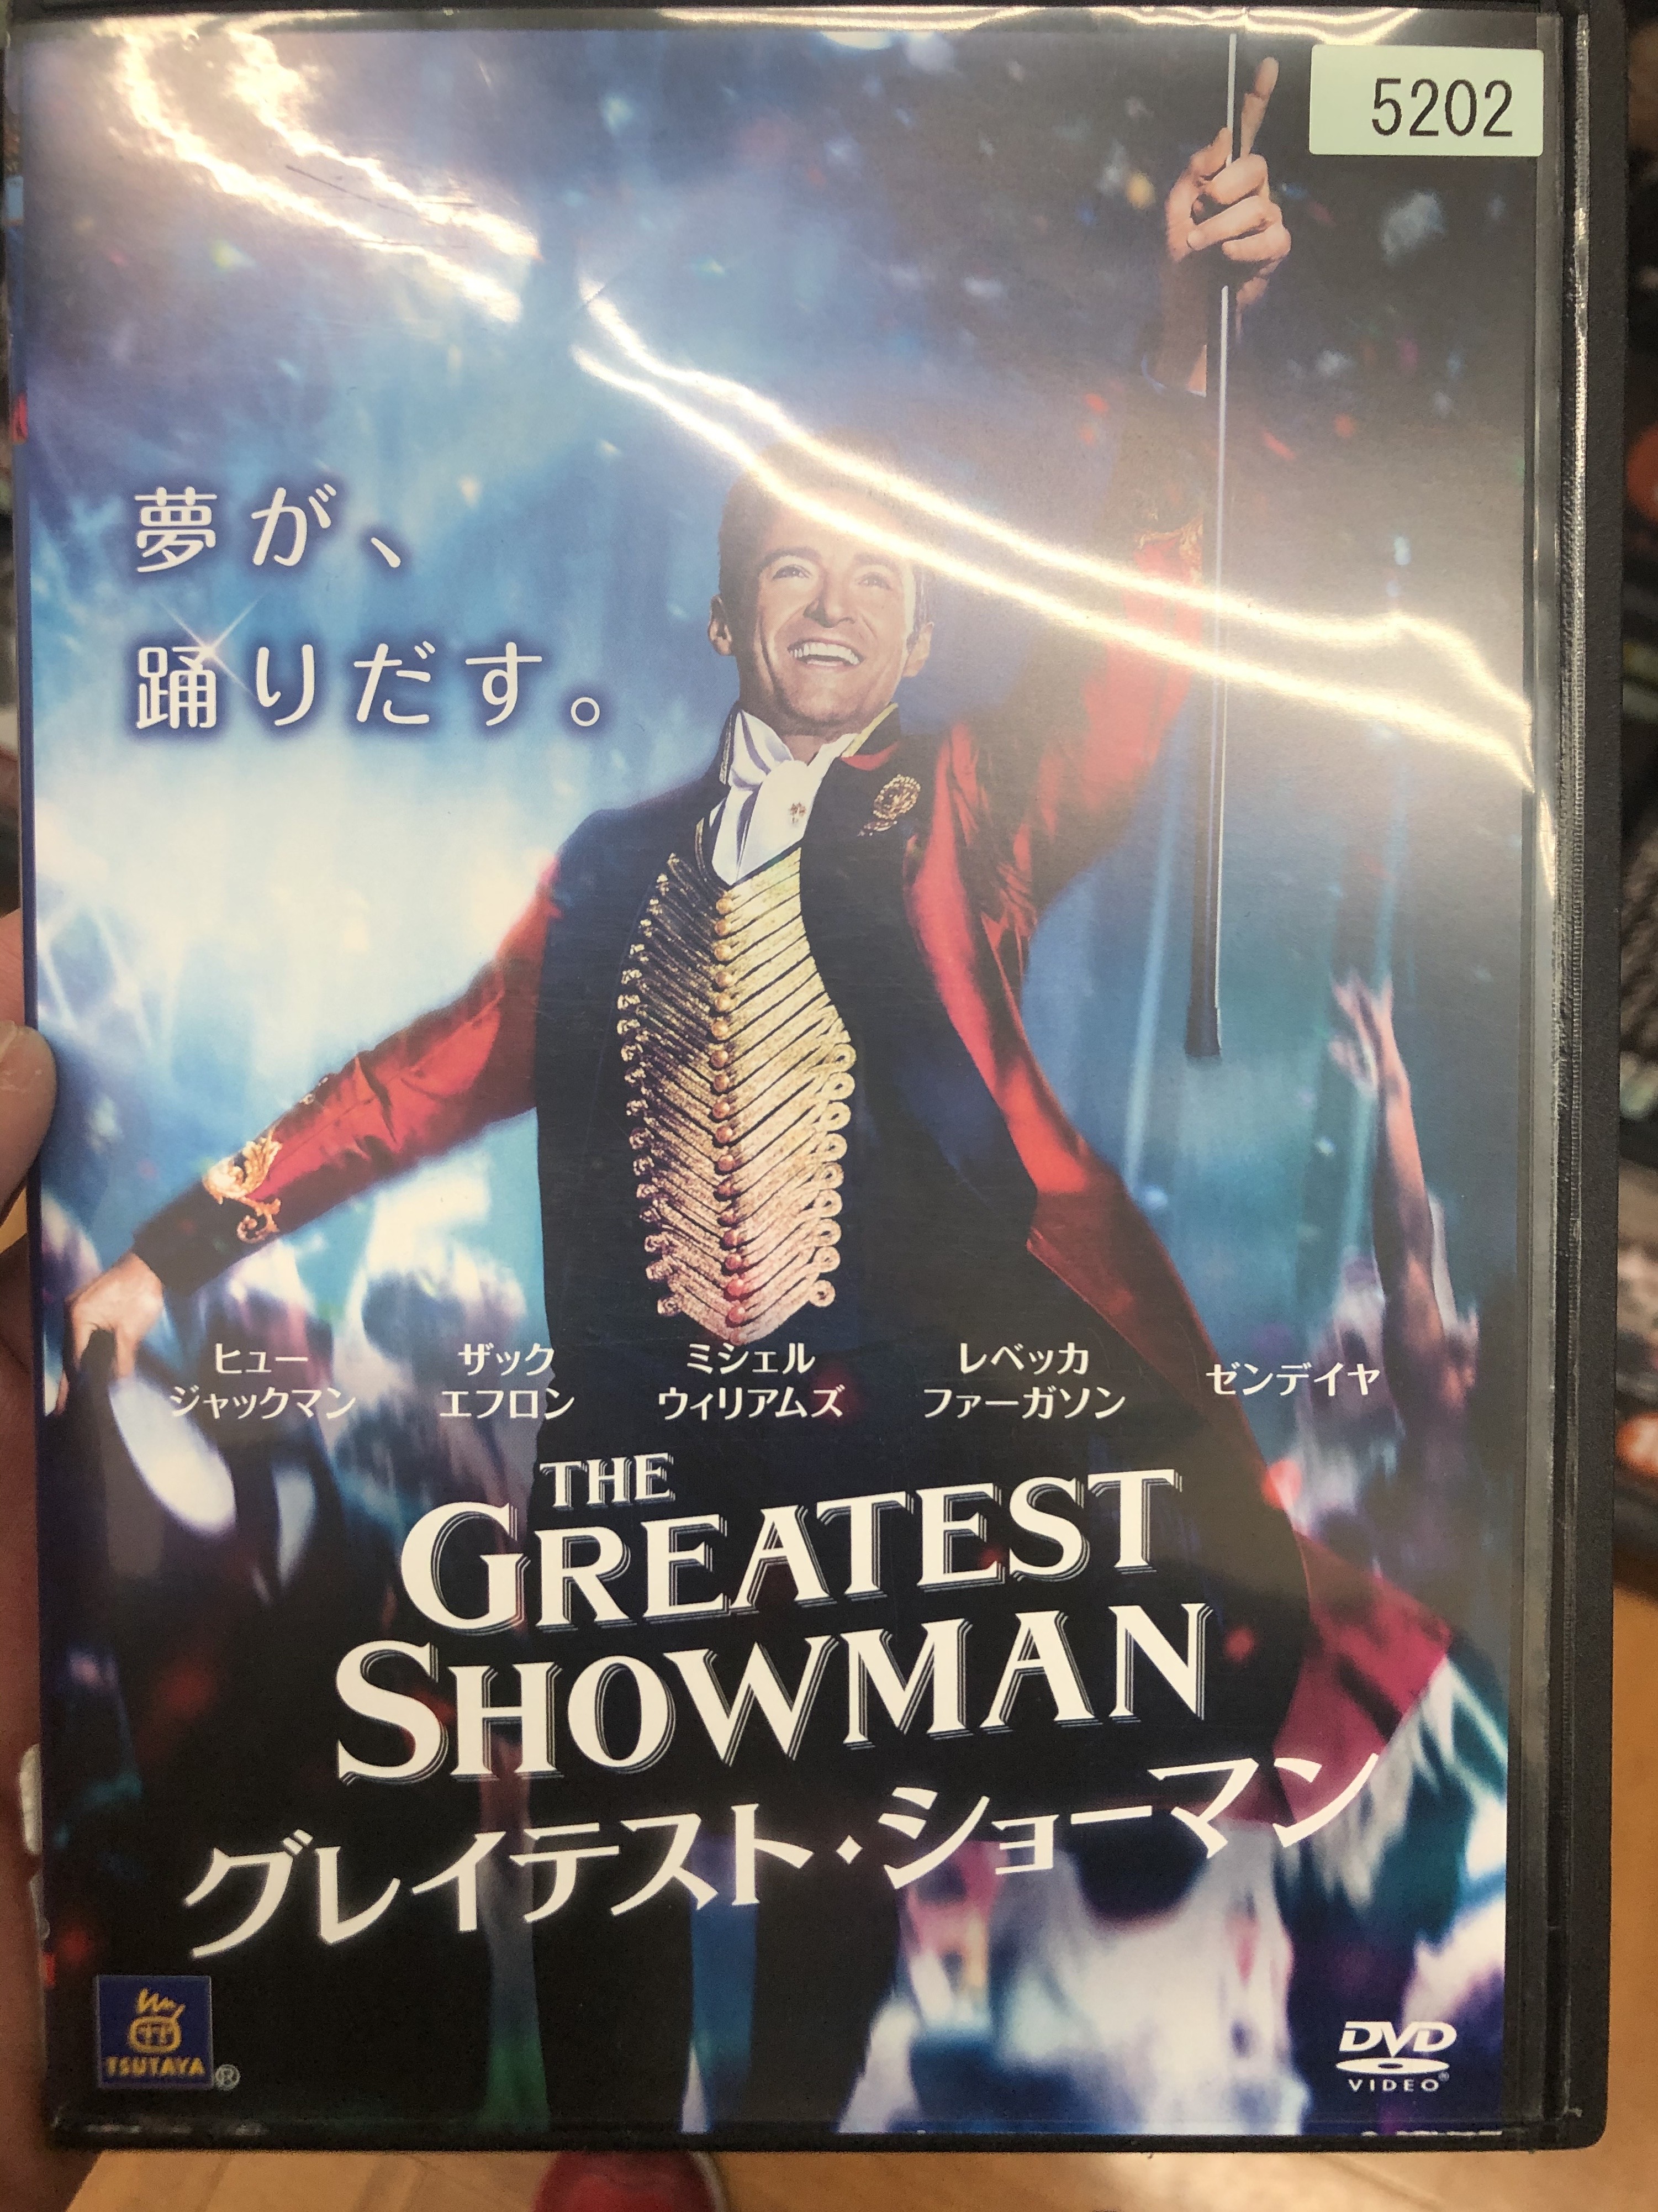 5202
夢が、
踊りだす。
ヒュー
ジャックマン
ザック
エフロン
ミシェル
ウィリアムズ
レベッカ
ファーガソン
ゼンデイヤ
THE
GREATEST
SHOWMAN
グレイテスト・ショーマン
TSUTAYA®
DVD
VIDEO